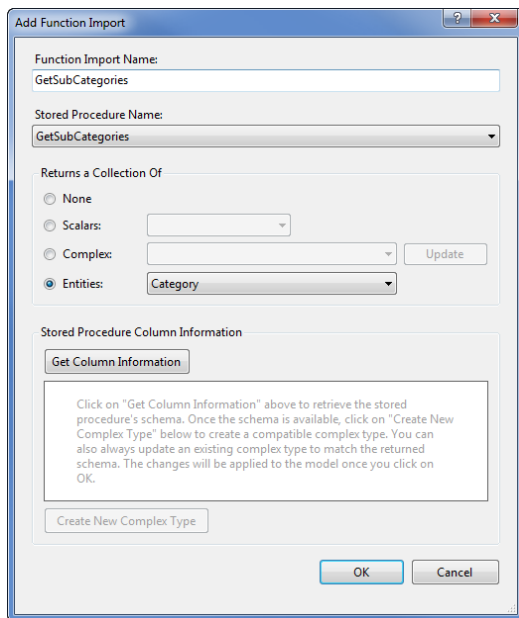 Add Function Import
Function Import Name:
GetSubCategories
Stored Procedure Name:
GetSubCategories
Returns a Collection Of
None
Scalars:
Complex:
Update
Entities:
Category
Stored Procedure Column Information
Get Column Information
Click on "Get Column Information" above to retrieve the stored
procedure's schema. Once the schema is available, click on "Create New
Complex Type" below to create a compatible complex type. You can
also always update an existing complex type to match the returned
schema. The changes will be applied to the model once you click on
OK.
Create New Complex Type
OK
Cancel